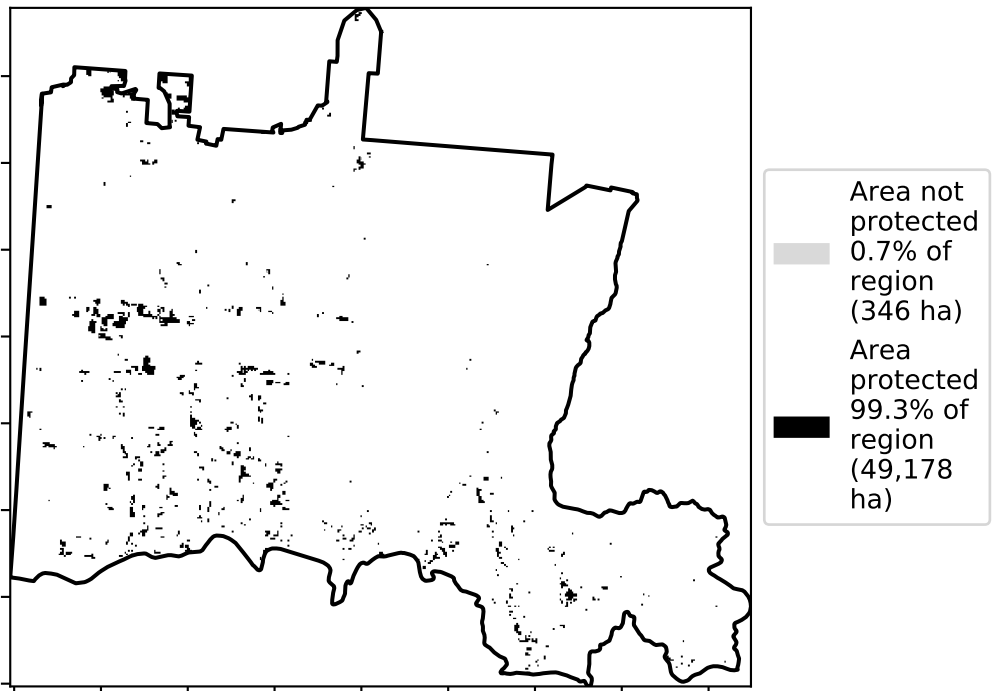 Area not
protected
0.7% of
region
(346 ha)
Area
protected
99.3% of
region
(49,178
ha)